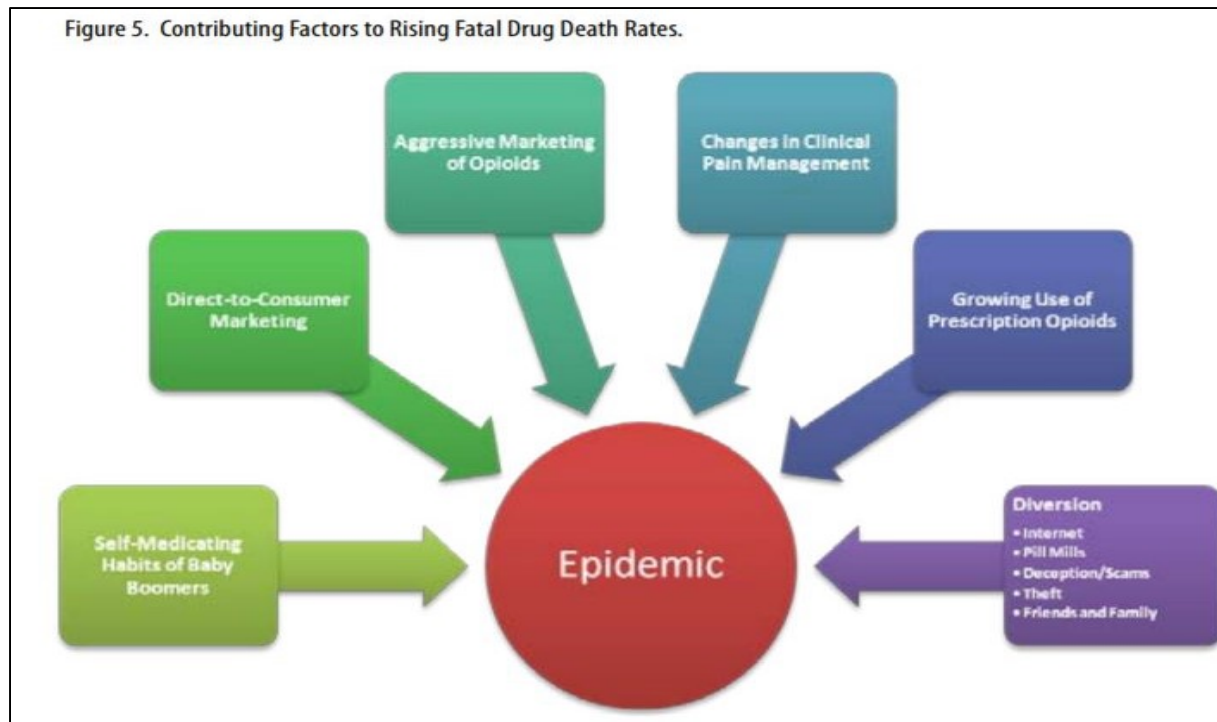 Figure 5. Contributing Factors to Rising Fatal Drug Death Rates.
Aggressive Marketing
of Opioids
Changes in Clinical
Pain Management
Direct-to-Consumer
Marketing
Growing Use of
Prescription Opioids
Self-Medicating
Habits of Baby
Boomers
Epidemic
Diversion
• Internet
• Pill Mills
• Deception/Scams
• Theft
• Friends and Family